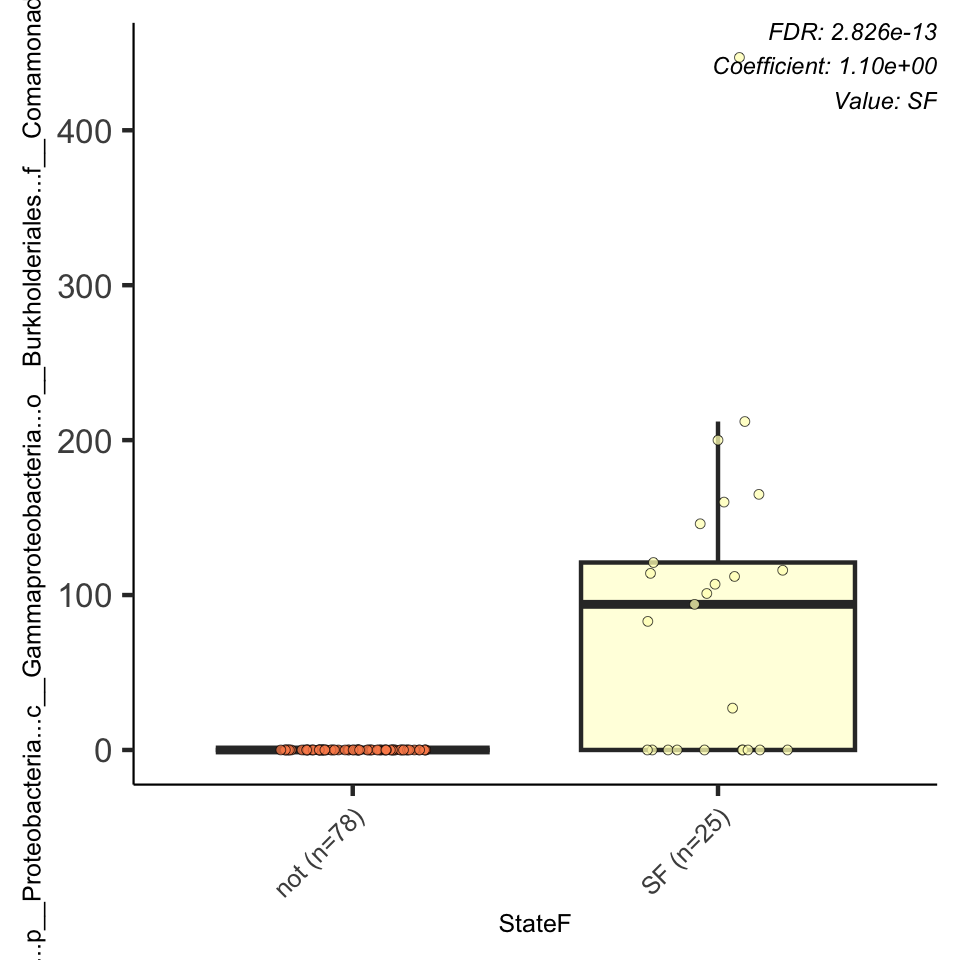 FDR: 2.826e-13
Coefficient: 1.10e+00
Value: SF
...p__Proteobacteria...c__Gammaproteobacteria...o__Burkholderiales...f__Comamonac
400
300
200
100
0
not (n=78)
SF (n=25)
StateF